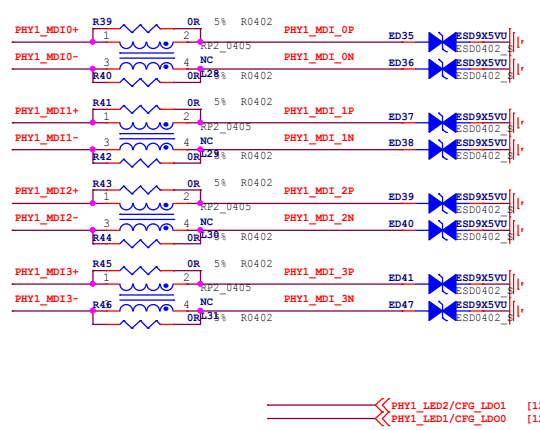 R39 0R 5% R0402
PHY1_MDI0+ 1 2 PHY1_MDI_0P ED35 ESD9X5VU
RP2_0405 ESD0402_S
PHY1_MDI0- 3 4 NC PHY1_MDI_0N ED36 ESD9X5VU
R40 0R L28 5% R0402 ESD0402_S
R41 0R 5% R0402
PHY1_MDI1+ 1 2 PHY1_MDI_1P ED37 ESD9X5VU
RP2_0405 ESD0402_S
PHY1_MDI1- 3 4 NC PHY1_MDI_1N ED38 ESD9X5VU
R42 0R L29 5% R0402 ESD0402_S
R43 0R 5% R0402
PHY1_MDI2+ 1 2 PHY1_MDI_2P ED39 ESD9X5VU
RP2_0405 ESD0402_S
PHY1_MDI2- 3 4 NC PHY1_MDI_2N ED40 ESD9X5VU
R44 0R L30 5% R0402 ESD0402_S
R45 0R 5% R0402
PHY1_MDI3+ 1 2 PHY1_MDI_3P ED41 ESD9X5VU
RP2_0405 ESD0402_S
PHY1_MDI3- R46 3 4 NC PHY1_MDI_3N ED47 ESD9X5VU
0R L31 5% R0402 ESD0402_S
PHY1_LED2/CFG_LDO1
PHY1_LED1/CFG_LDO0